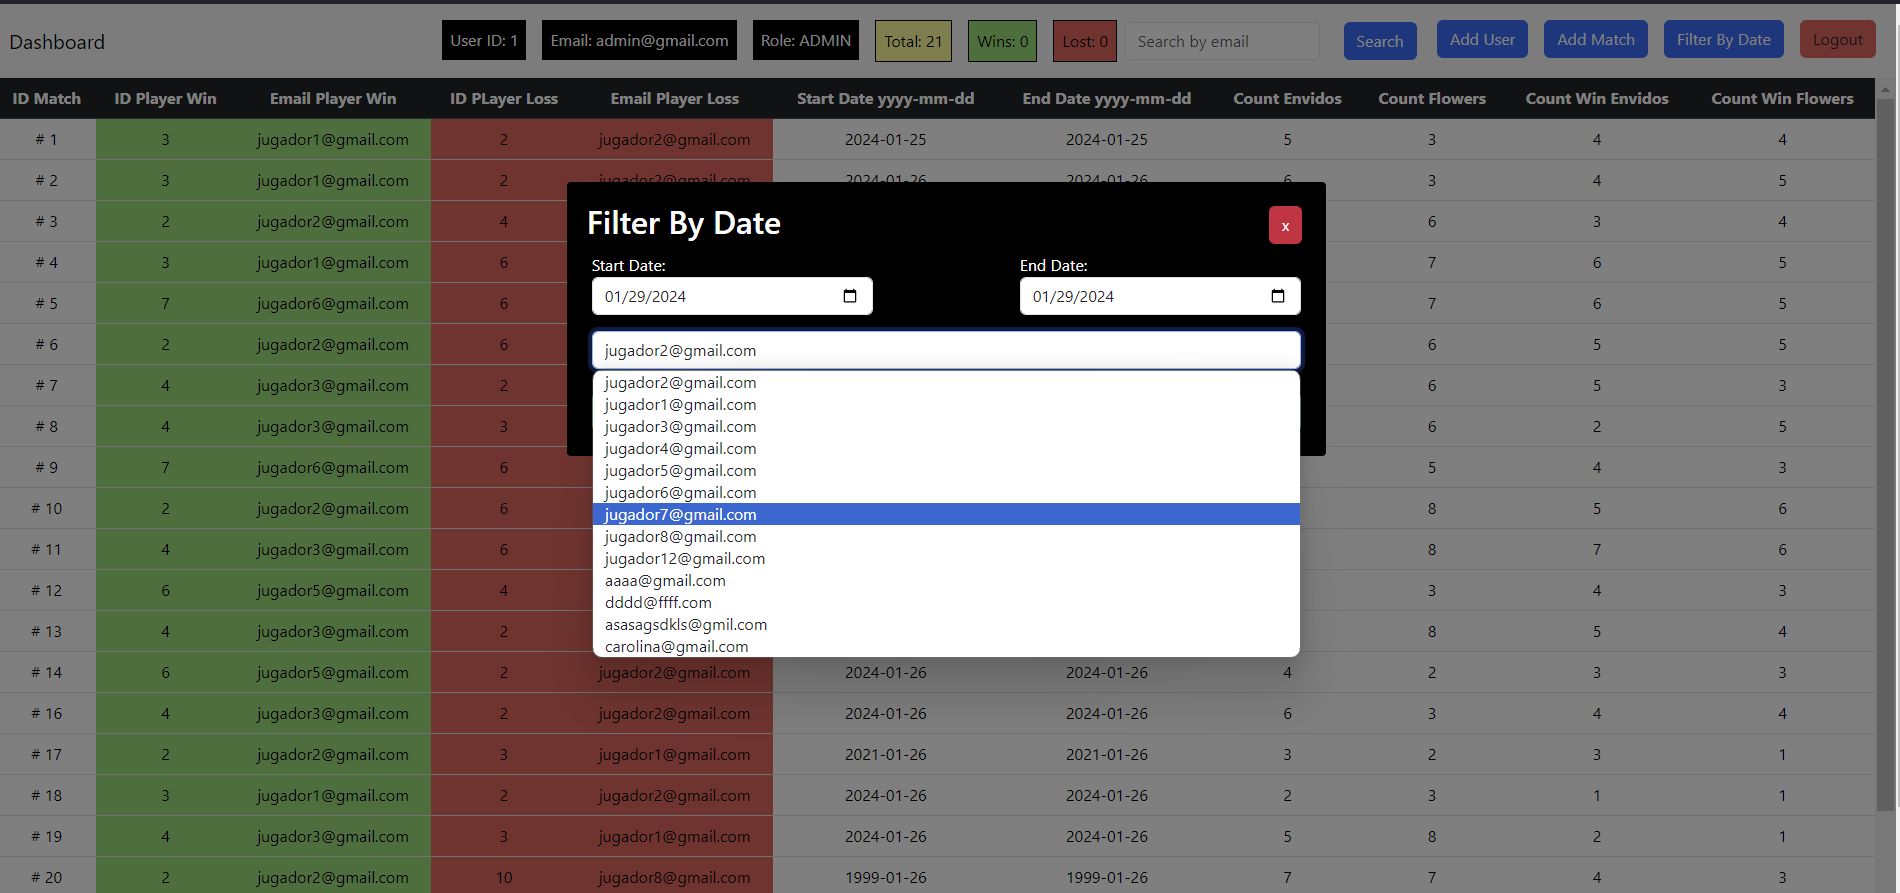 Dashboard User ID: 1 Email: admin@gmail.com Role: ADMIN Total: 21 Wins: 0 Lost: 0 Search by email Search Add User Add Match Filter By Date Logout
ID Match ID Player Win Email Player Win ID PLayer Loss Email Player Loss Start Date yyyy-mm-dd End Date yyyy-mm-dd Count Envidos Count Flowers Count Win Envidos Count Win Flowers
# 1 3 jugador1@gmail.com 2 jugador2@gmail.com 2024-01-25 2024-01-25 5 3 4 4
# 2 3 jugador1@gmail.com 2 jugador2@gmail.com 2024-01-26 2024-01-26 6 3 4 5
# 3 2 jugador2@gmail.com 4 6 3 4
# 4 3 jugador1@gmail.com 6 7 6 5
# 5 7 jugador6@gmail.com 6 7 6 5
# 6 2 jugador2@gmail.com 6 6 5 5
# 7 4 jugador3@gmail.com 2 6 5 3
# 8 4 jugador3@gmail.com 3 6 2 5
# 9 7 jugador6@gmail.com 6 5 4 3
# 10 2 jugador2@gmail.com 6 8 5 6
# 11 4 jugador3@gmail.com 6 8 7 6
# 12 6 jugador5@gmail.com 4 3 4 3
# 13 4 jugador3@gmail.com 2 8 5 4
# 14 6 jugador5@gmail.com 2 jugador2@gmail.com 2024-01-26 2024-01-26 4 2 3 3
# 16 4 jugador3@gmail.com 2 jugador2@gmail.com 2024-01-26 2024-01-26 6 3 4 4
# 17 2 jugador2@gmail.com 3 jugador1@gmail.com 2021-01-26 2021-01-26 3 2 3 1
# 18 3 jugador1@gmail.com 2 jugador2@gmail.com 2024-01-26 2024-01-26 2 3 1 1
# 19 4 jugador3@gmail.com 3 jugador1@gmail.com 2024-01-26 2024-01-26 5 8 2 1
# 20 2 jugador2@gmail.com 10 jugador8@gmail.com 1999-01-26 1999-01-26 7 7 4 3
Filter By Date x
Start Date: End Date:
01/29/2024 01/29/2024
jugador2@gmail.com
jugador2@gmail.com
jugador1@gmail.com
jugador3@gmail.com
jugador4@gmail.com
jugador5@gmail.com
jugador6@gmail.com
jugador7@gmail.com
jugador8@gmail.com
jugador12@gmail.com
aaaa@gmail.com
dddd@ffff.com
asasagsdkls@gmil.com
carolina@gmail.com